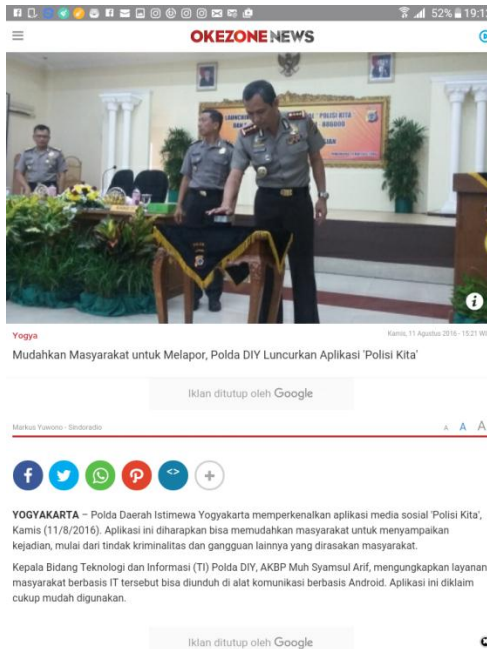 52% 19:1
OKEZONE NEWS
Yogya
Kamis, 11 Agustus 2016 - 15:21 WI
Mudahkan Masyarakat untuk Melapor, Polda DIY Luncurkan Aplikasi 'Polisi Kita'
Iklan ditutup oleh Google
Markus Yuwono - Sindoradio
A A A
YOGYAKARTA – Polda Daerah Istimewa Yogyakarta memperkenalkan aplikasi media sosial 'Polisi Kita',
Kamis (11/8/2016). Aplikasi ini diharapkan bisa memudahkan masyarakat untuk menyampaikan
kejadian, mulai dari tindak kriminalitas dan gangguan lainnya yang dirasakan masyarakat.
Kepala Bidang Teknologi dan Informasi (TI) Polda DIY, AKBP Muh Syamsul Arif, mengungkapkan layanan
masyarakat berbasis IT tersebut bisa diunduh di alat komunikasi berbasis Android. Aplikasi ini diklaim
cukup mudah digunakan.
Iklan ditutup oleh Google